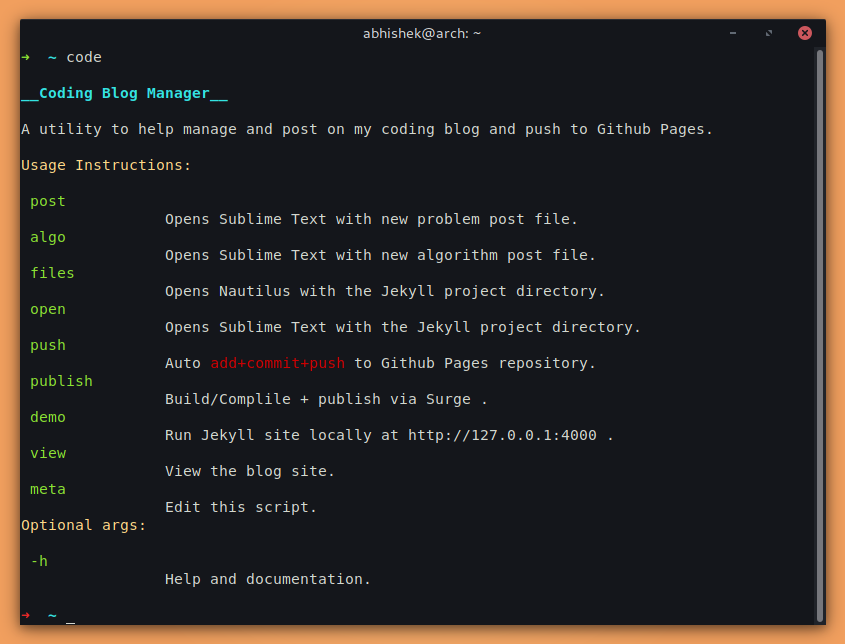 abhishek@arch: ~
➜ ~ code
__Coding Blog Manager__
A utility to help manage and post on my coding blog and push to Github Pages.
Usage Instructions:
post
Opens Sublime Text with new problem post file.
algo
Opens Sublime Text with new algorithm post file.
files
Opens Nautilus with the Jekyll project directory.
open
Opens Sublime Text with the Jekyll project directory.
push
Auto add+commit+push to Github Pages repository.
publish
Build/Complile + publish via Surge .
demo
Run Jekyll site locally at http://127.0.0.1:4000 .
view
View the blog site.
meta
Edit this script.
Optional args:
-h
Help and documentation.
➜ ~ _